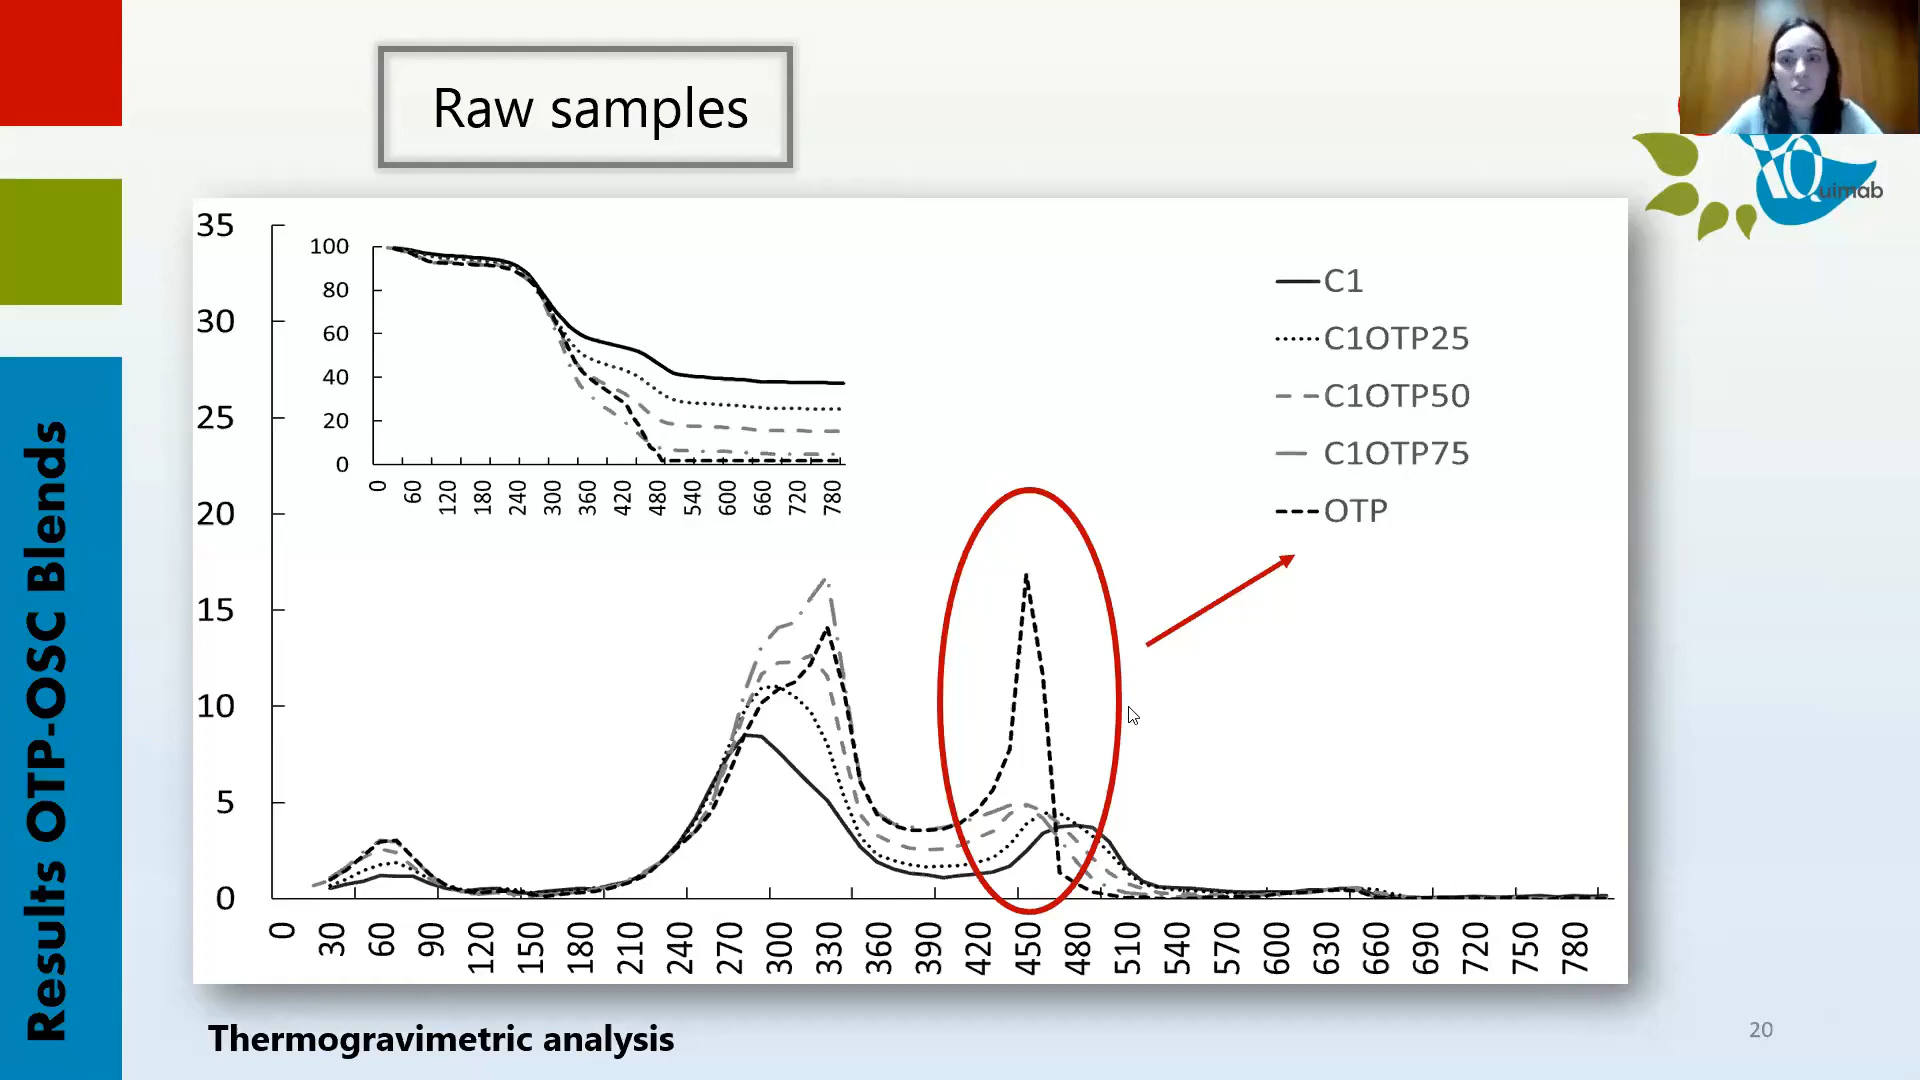 Raw samples
uimab
Results OTP-OSC Blends
35
30
25
20
15
10
5
0
100
80
60
40
20
0
0 60 120 180 240 300 360 420 480 540 600 660 720 780
C1
C1OTP25
C1OTP50
C1OTP75
OTP
0 30 60 90 120 150 180 210 240 270 300 330 360 390 420 450 480 510 540 570 600 630 660 690 720 750 780
Thermogravimetric analysis
20